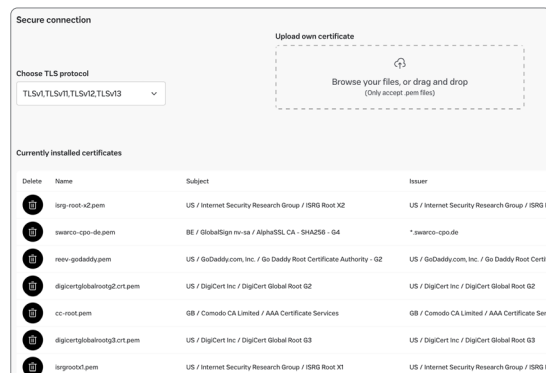 Secure connection
Upload own certificate
Choose TLS protocol
TLSv1,TLSv11,TLSv12,TLSv13
Browse your files, or drag and drop
(Only accept .pem files)
Currently installed certificates
Delete Name Subject Issuer
isrg-root-x2.pem US / Internet Security Research Group / ISRG Root X2 US / Internet Security Research Group / ISRG
swarco-cpo-de.pem BE / GlobalSign nv-sa / AlphaSSL CA - SHA256 - G4 *.swarco-cpo.de
reev-godaddy.pem US / GoDaddy.com, Inc. / Go Daddy Root Certificate Authority - G2 US / GoDaddy.com, Inc. / Go Daddy Root Certi
digicertglobalrootg2.crt.pem US / DigiCert Inc / DigiCert Global Root G2 US / DigiCert Inc / DigiCert Global Root G2
cc-root.pem GB / Comodo CA Limited / AAA Certificate Services GB / Comodo CA Limited / AAA Certificate Ser
digicertglobalrootg3.crt.pem US / DigiCert Inc / DigiCert Global Root G3 US / DigiCert Inc / DigiCert Global Root G3
isrgrootx1.pem US / Internet Security Research Group / ISRG Root X1 US / Internet Security Research Group / ISRG